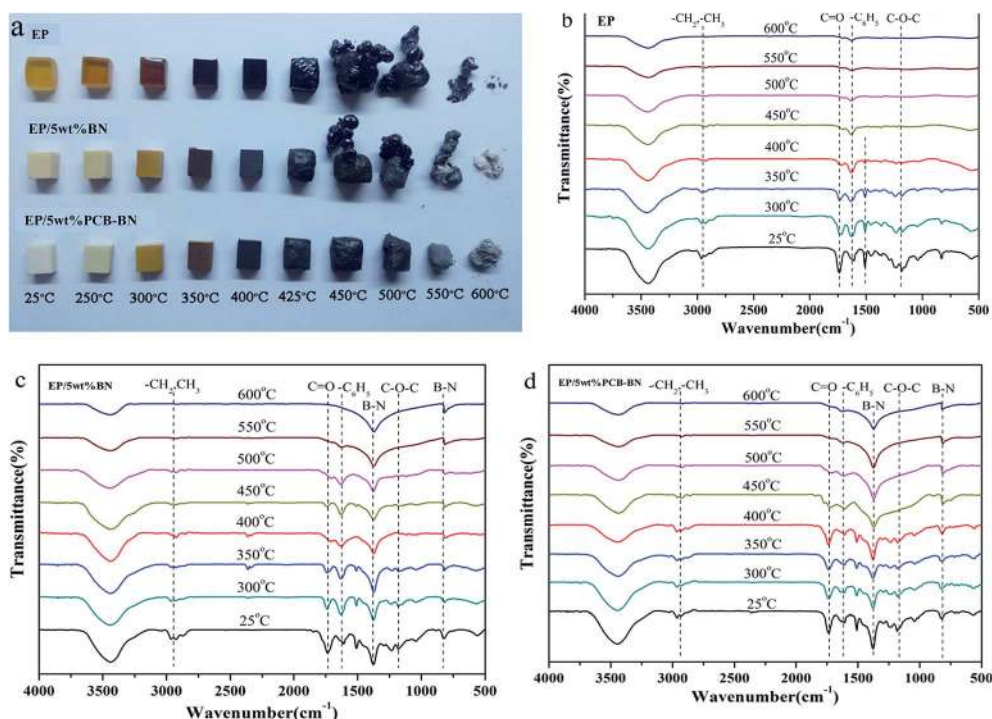 a
EP
EP/5wt%BN
EP/5wt%PCB-BN
25°C 250°C 300°C 350°C 400°C 425°C 450°C 500°C 550°C 600°C
b
EP
-CH₂,-CH₃ C=O -C₆H₅ C-O-C
600°C
550°C
500°C
450°C
400°C
350°C
300°C
25°C
Transmittance(%)
4000 3500 3000 2500 2000 1500 1000 500
Wavenumber(cm⁻¹)
c
EP/5wt%BN
-CH₂,-CH₃ C=O -C₆H₅ C-O-C B-N
B-N
600°C
550°C
500°C
450°C
400°C
350°C
300°C
25°C
Transmittance(%)
4000 3500 3000 2500 2000 1500 1000 500
Wavenumber(cm⁻¹)
d
EP/5wt%PCB-BN
-CH₂,-CH₃ C=O -C₆H₅ C-O-C B-N
B-N
600°C
550°C
500°C
450°C
400°C
350°C
300°C
25°C
Transmittance(%)
4000 3500 3000 2500 2000 1500 1000 500
Wavenumber(cm⁻¹)